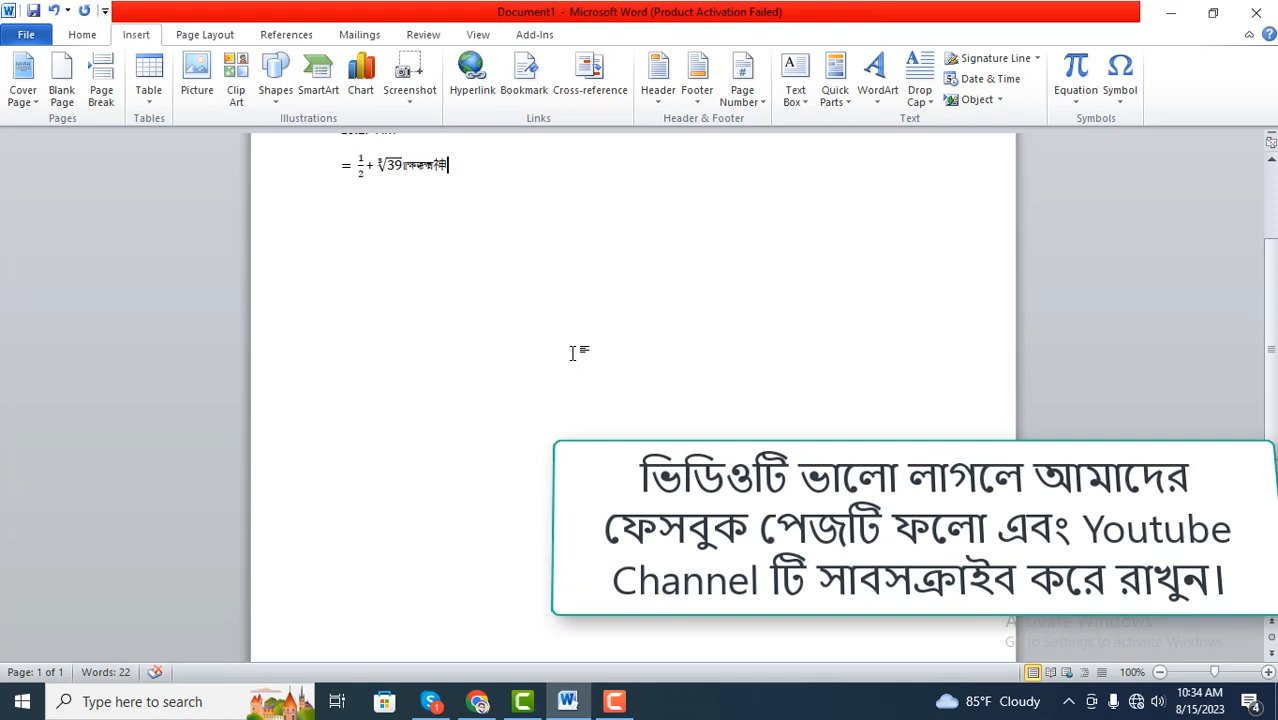 Document1 - Microsoft Word (Product Activation Failed)
File Home Insert Page Layout References Mailings Review View Add-Ins
Cover Page Blank Page Page Break Table Picture Clip Art Shapes SmartArt Chart Screenshot Hyperlink Bookmark Cross-reference Header Footer Page Number Text Box Quick Parts WordArt Drop Cap Signature Line Date & Time Object Equation Symbol
Pages Tables Illustrations Links Header & Footer Text Symbols
= 1/2 + ∛39
ভিডিওটি ভালো লাগলে আমাদের
ফেসবুক পেজটি ফলো এবং Youtube
Channel টি সাবসক্রাইব করে রাখুন।
Activate Windows
Go to Settings to activate Windows.
Page: 1 of 1 Words: 22 100%
Type here to search 85°F Cloudy 10:34 AM
8/15/2023